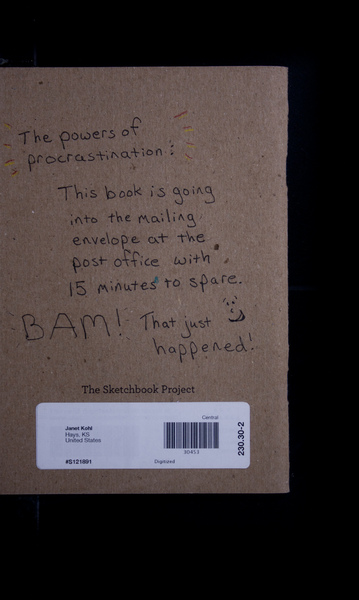 The powers of
procrastination:
This book is going
into the mailing
envelope at the
post office with
15 minutes to spare.
BAM! That just
happened!
The Sketchbook Project
Central
Janet Kohl
Hays, KS
United States
30453
230.30-2
#S121891
Digitized